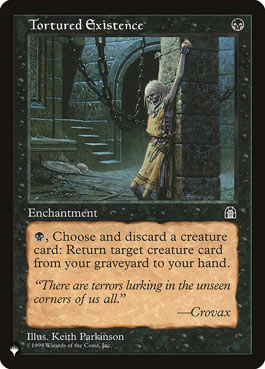 Tortured Existence
Enchantment
B, Choose and discard a creature
card: Return target creature card
from your graveyard to your hand.
“There are terrors lurking in the unseen
corners of us all.”
—Crovax
Illus. Keith Parkinson
©1998 Wizards of the Coast, Inc.